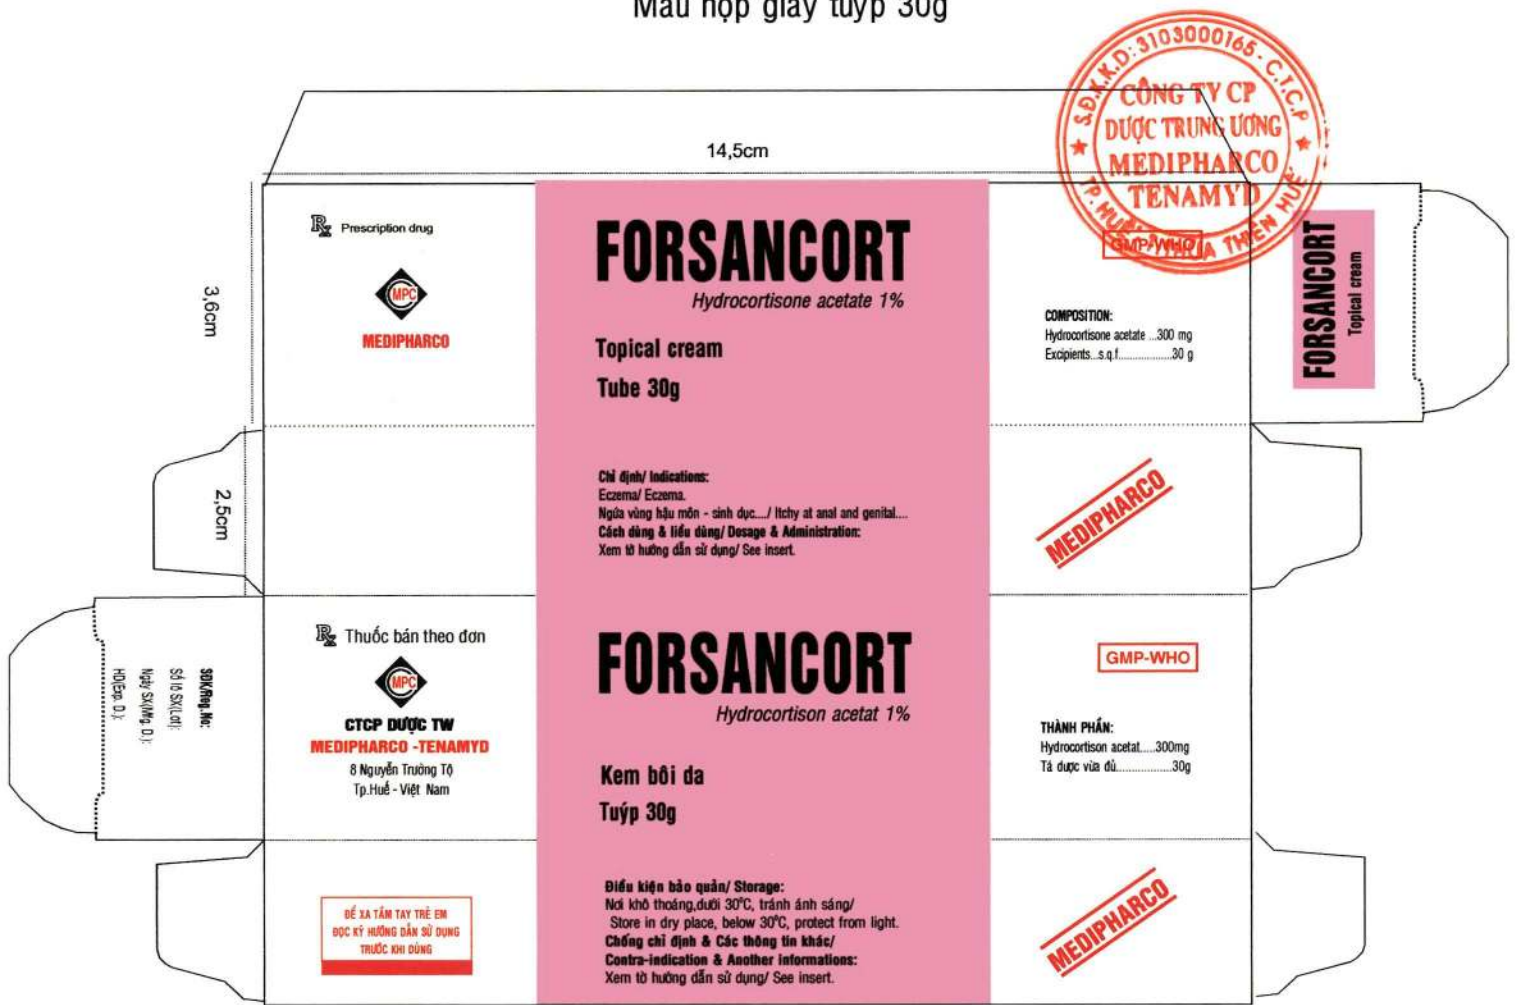 Mẫu hộp giấy tuýp 30g
S.Đ.K.K.D: 3103000165 - C.T.C.P
CÔNG TY CP
DƯỢC TRUNG ƯƠNG
MEDIPHARCO
TENAMYD
TP. HUẾ THỪA THIÊN HUẾ
14,5cm
3,6cm
2,5cm
Rx Prescription drug
MPC
MEDIPHARCO
FORSANCORT
Hydrocortisone acetate 1%
Topical cream
Tube 30g
GMP-WHO
COMPOSITION:
Hydrocortisone acetate ...300 mg
Excipients...s.q.f..................30 g
FORSANCORT
Topical cream
Chỉ định/ Indications:
Eczema/ Eczema.
Ngứa vùng hậu môn - sinh dục..../ Itchy at anal and genital....
Cách dùng & liều dùng/ Dosage & Administration:
Xem tờ hướng dẫn sử dụng/ See insert.
MEDIPHARCO
SĐK/Reg.No:
Số lô SX(Lot):
Ngày SX(Mfg. D.):
HD(Exp. D.):
Rx Thuốc bán theo đơn
MPC
CTCP DƯỢC TW
MEDIPHARCO -TENAMYD
8 Nguyễn Trường Tộ
Tp.Huế - Việt Nam
FORSANCORT
Hydrocortison acetat 1%
Kem bôi da
Tuýp 30g
GMP-WHO
THÀNH PHẦN:
Hydrocortison acetat.....300mg
Tá dược vừa đủ..................30g
ĐỂ XA TẦM TAY TRẺ EM
ĐỌC KỸ HƯỚNG DẪN SỬ DỤNG
TRƯỚC KHI DÙNG
Điều kiện bảo quản/ Storage:
Nơi khô thoáng,dưới 30°C, tránh ánh sáng/
Store in dry place, below 30°C, protect from light.
Chống chỉ định & Các thông tin khác/
Contra-indication & Another informations:
Xem tờ hướng dẫn sử dụng/ See insert.
MEDIPHARCO